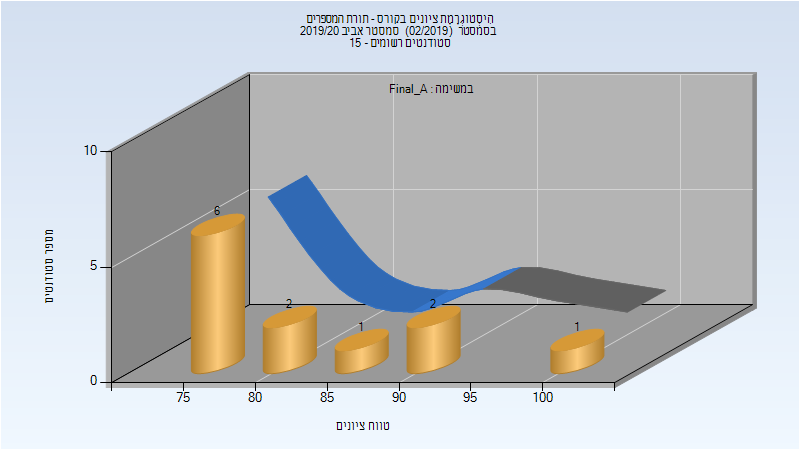 היסטוגרמת ציונים בקורס - תורת המספרים
בסמסטר (02/2019) סמסטר אביב 2019/20
סטודנטים רשומים - 15
במשימה : Final_A
10
5
0
מספר סטודנטים
6
2
1
2
1
75
80
85
90
95
100
טווח ציונים